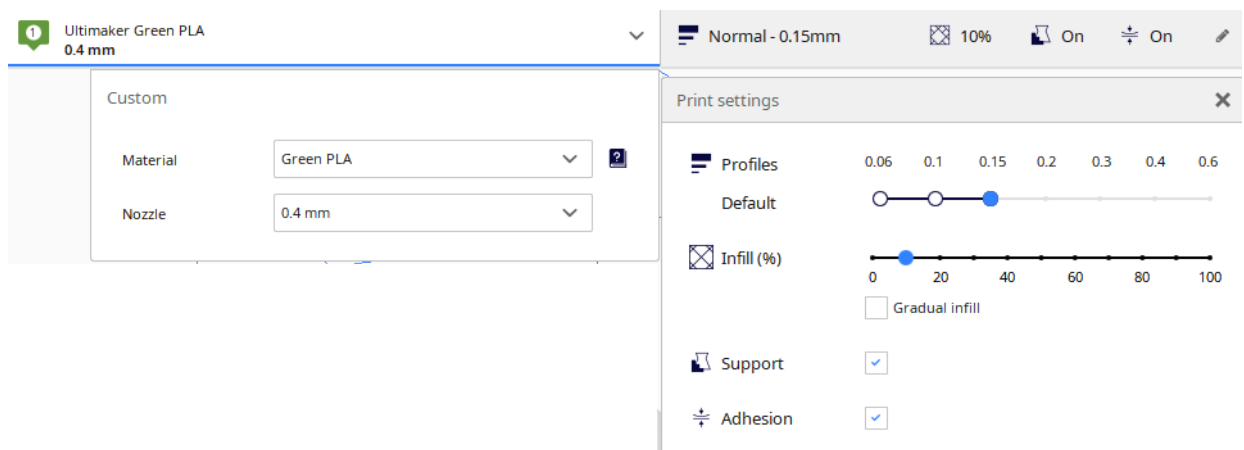 1 Ultimaker Green PLA
0.4 mm
Normal - 0.15mm 10% On On
Custom
Material Green PLA ?
Nozzle 0.4 mm
Print settings
Profiles 0.06 0.1 0.15 0.2 0.3 0.4 0.6
Default
Infill (%)
0 20 40 60 80 100
Gradual infill
Support
Adhesion